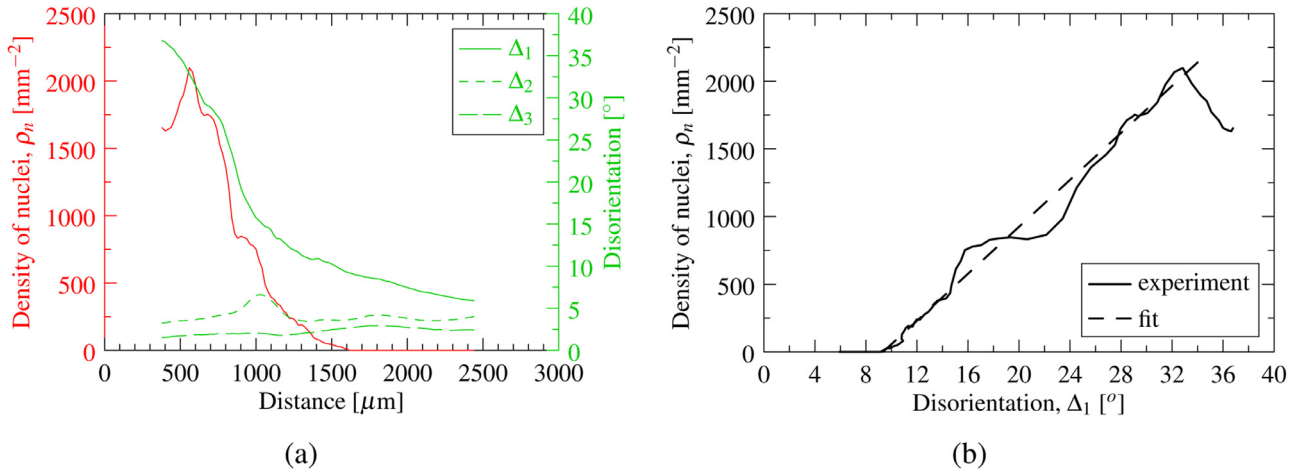 Density of nuclei, ρₙ [mm⁻²]
2500
2000
1500
1000
500
0
0 500 1000 1500 2000 2500 3000
Distance [μm]
40
35
30
25
20
15
10
5
0
Disorientation [°]
Δ₁
Δ₂
Δ₃
(a)
Density of nuclei, ρₙ [mm⁻²]
2500
2000
1500
1000
500
0
0 4 8 12 16 20 24 28 32 36 40
Disorientation, Δ₁ [º]
experiment
fit
(b)